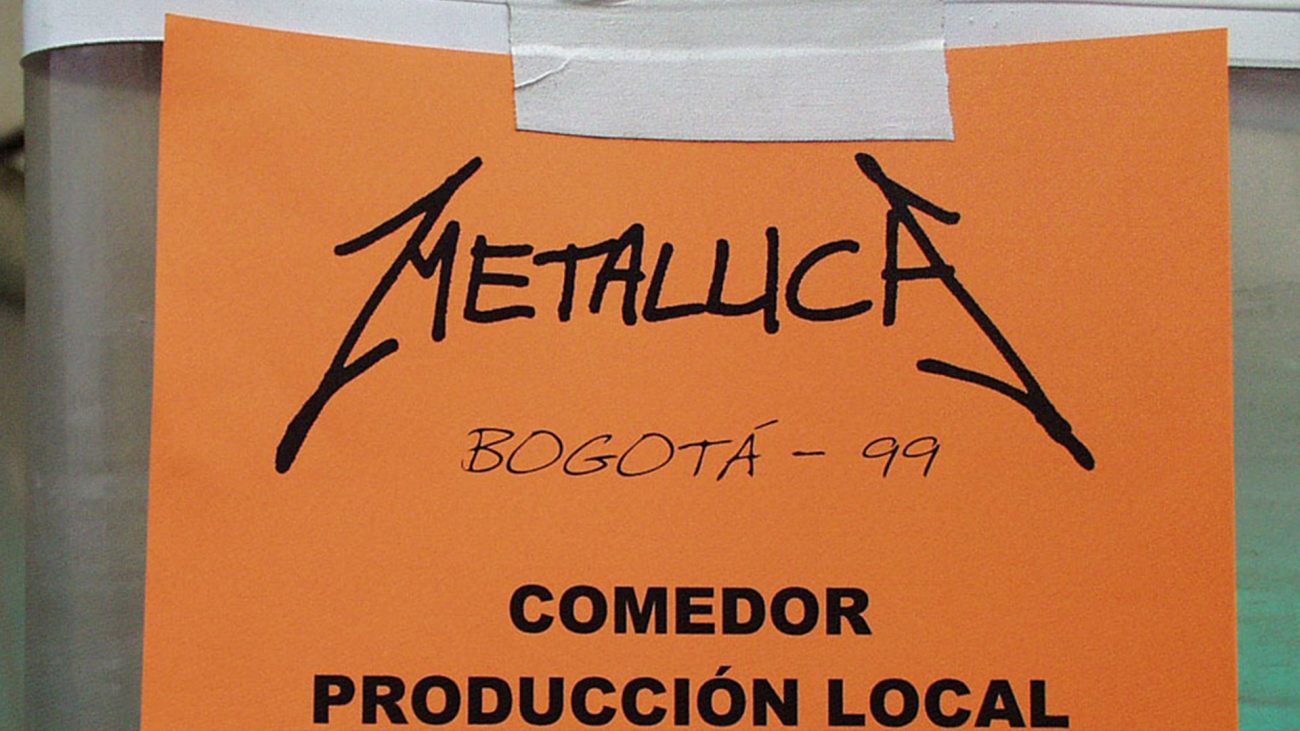 METALLICA
BOGOTÁ - 99
COMEDOR
PRODUCCIÓN LOCAL